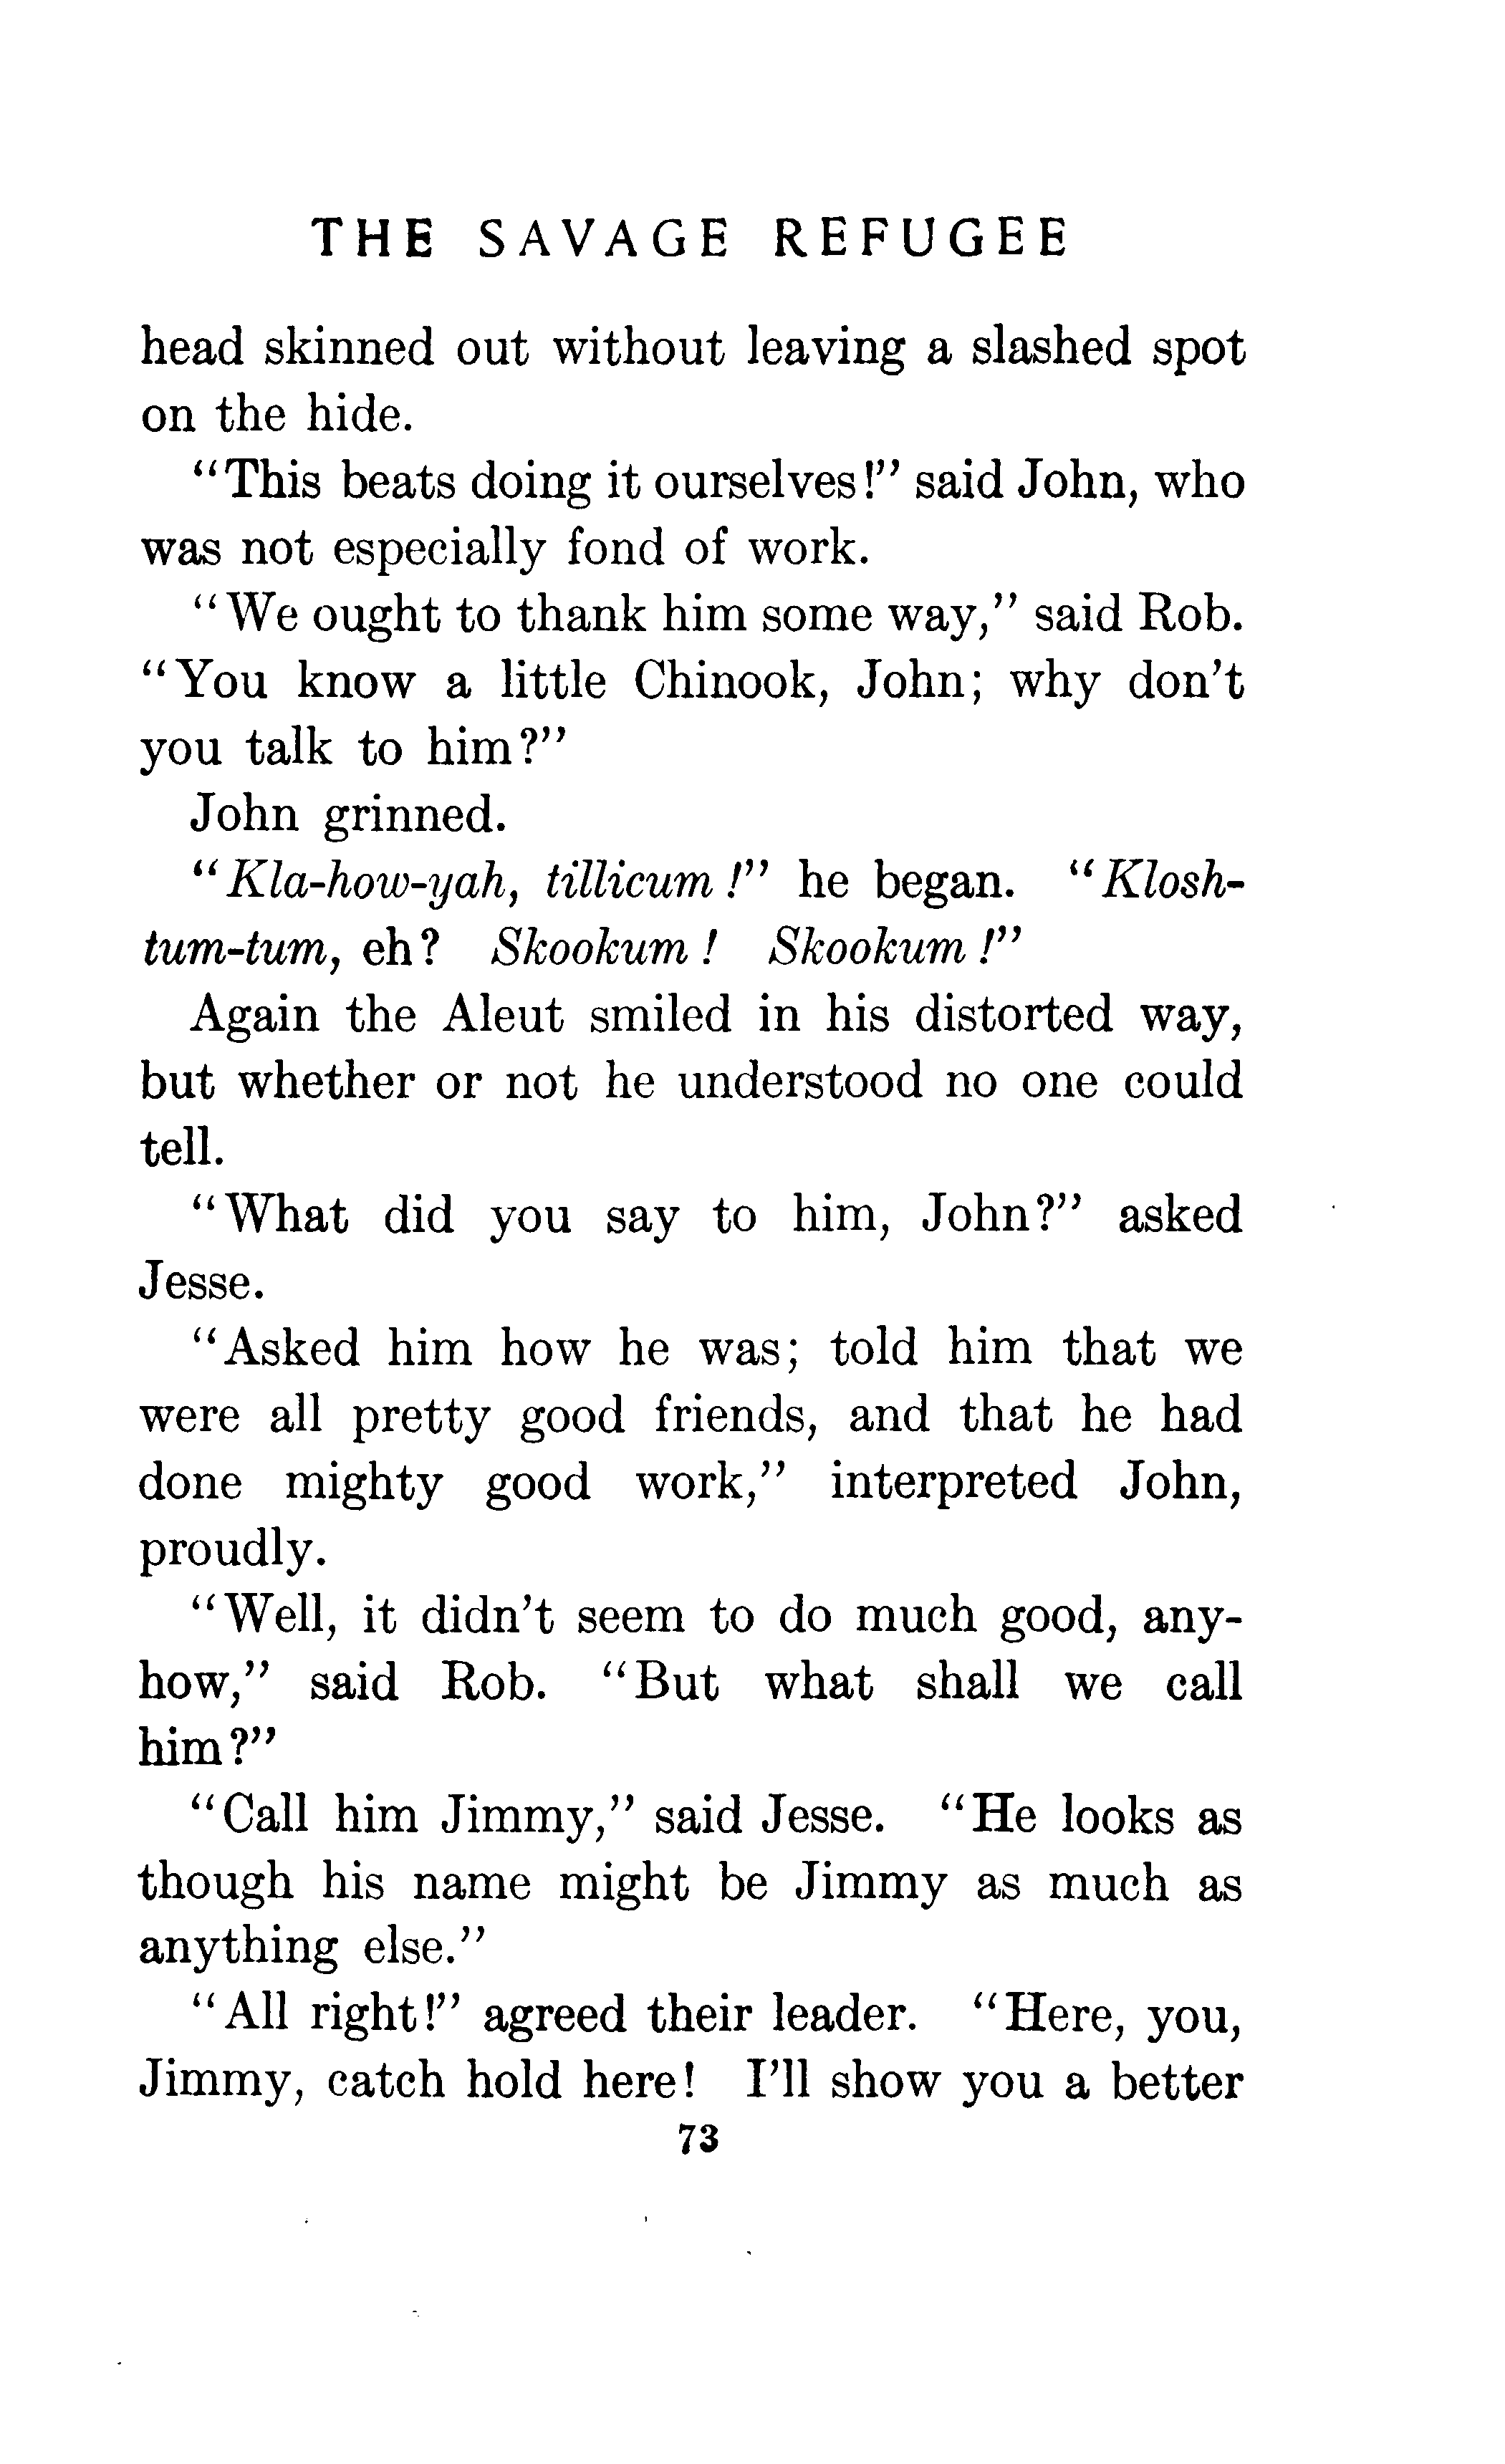 THE SAVAGE REFUGEE
head skinned out without leaving a slashed spot
on the hide.
"This beats doing it ourselves!" said John, who
was not especially fond of work.
"We ought to thank him some way," said Rob.
"You know a little Chinook, John; why don't
you talk to him?"
John grinned.
"Kla-how-yah, tillicum!" he began. "Klosh-
tum-tum, eh? Skookum! Skookum!"
Again the Aleut smiled in his distorted way,
but whether or not he understood no one could
tell.
"What did you say to him, John?" asked
Jesse.
"Asked him how he was; told him that we
were all pretty good friends, and that he had
done mighty good work," interpreted John,
proudly.
"Well, it didn't seem to do much good, any-
how," said Rob. "But what shall we call
him?"
"Call him Jimmy," said Jesse. "He looks as
though his name might be Jimmy as much as
anything else."
"All right!" agreed their leader. "Here, you,
Jimmy, catch hold here! I'll show you a better
73